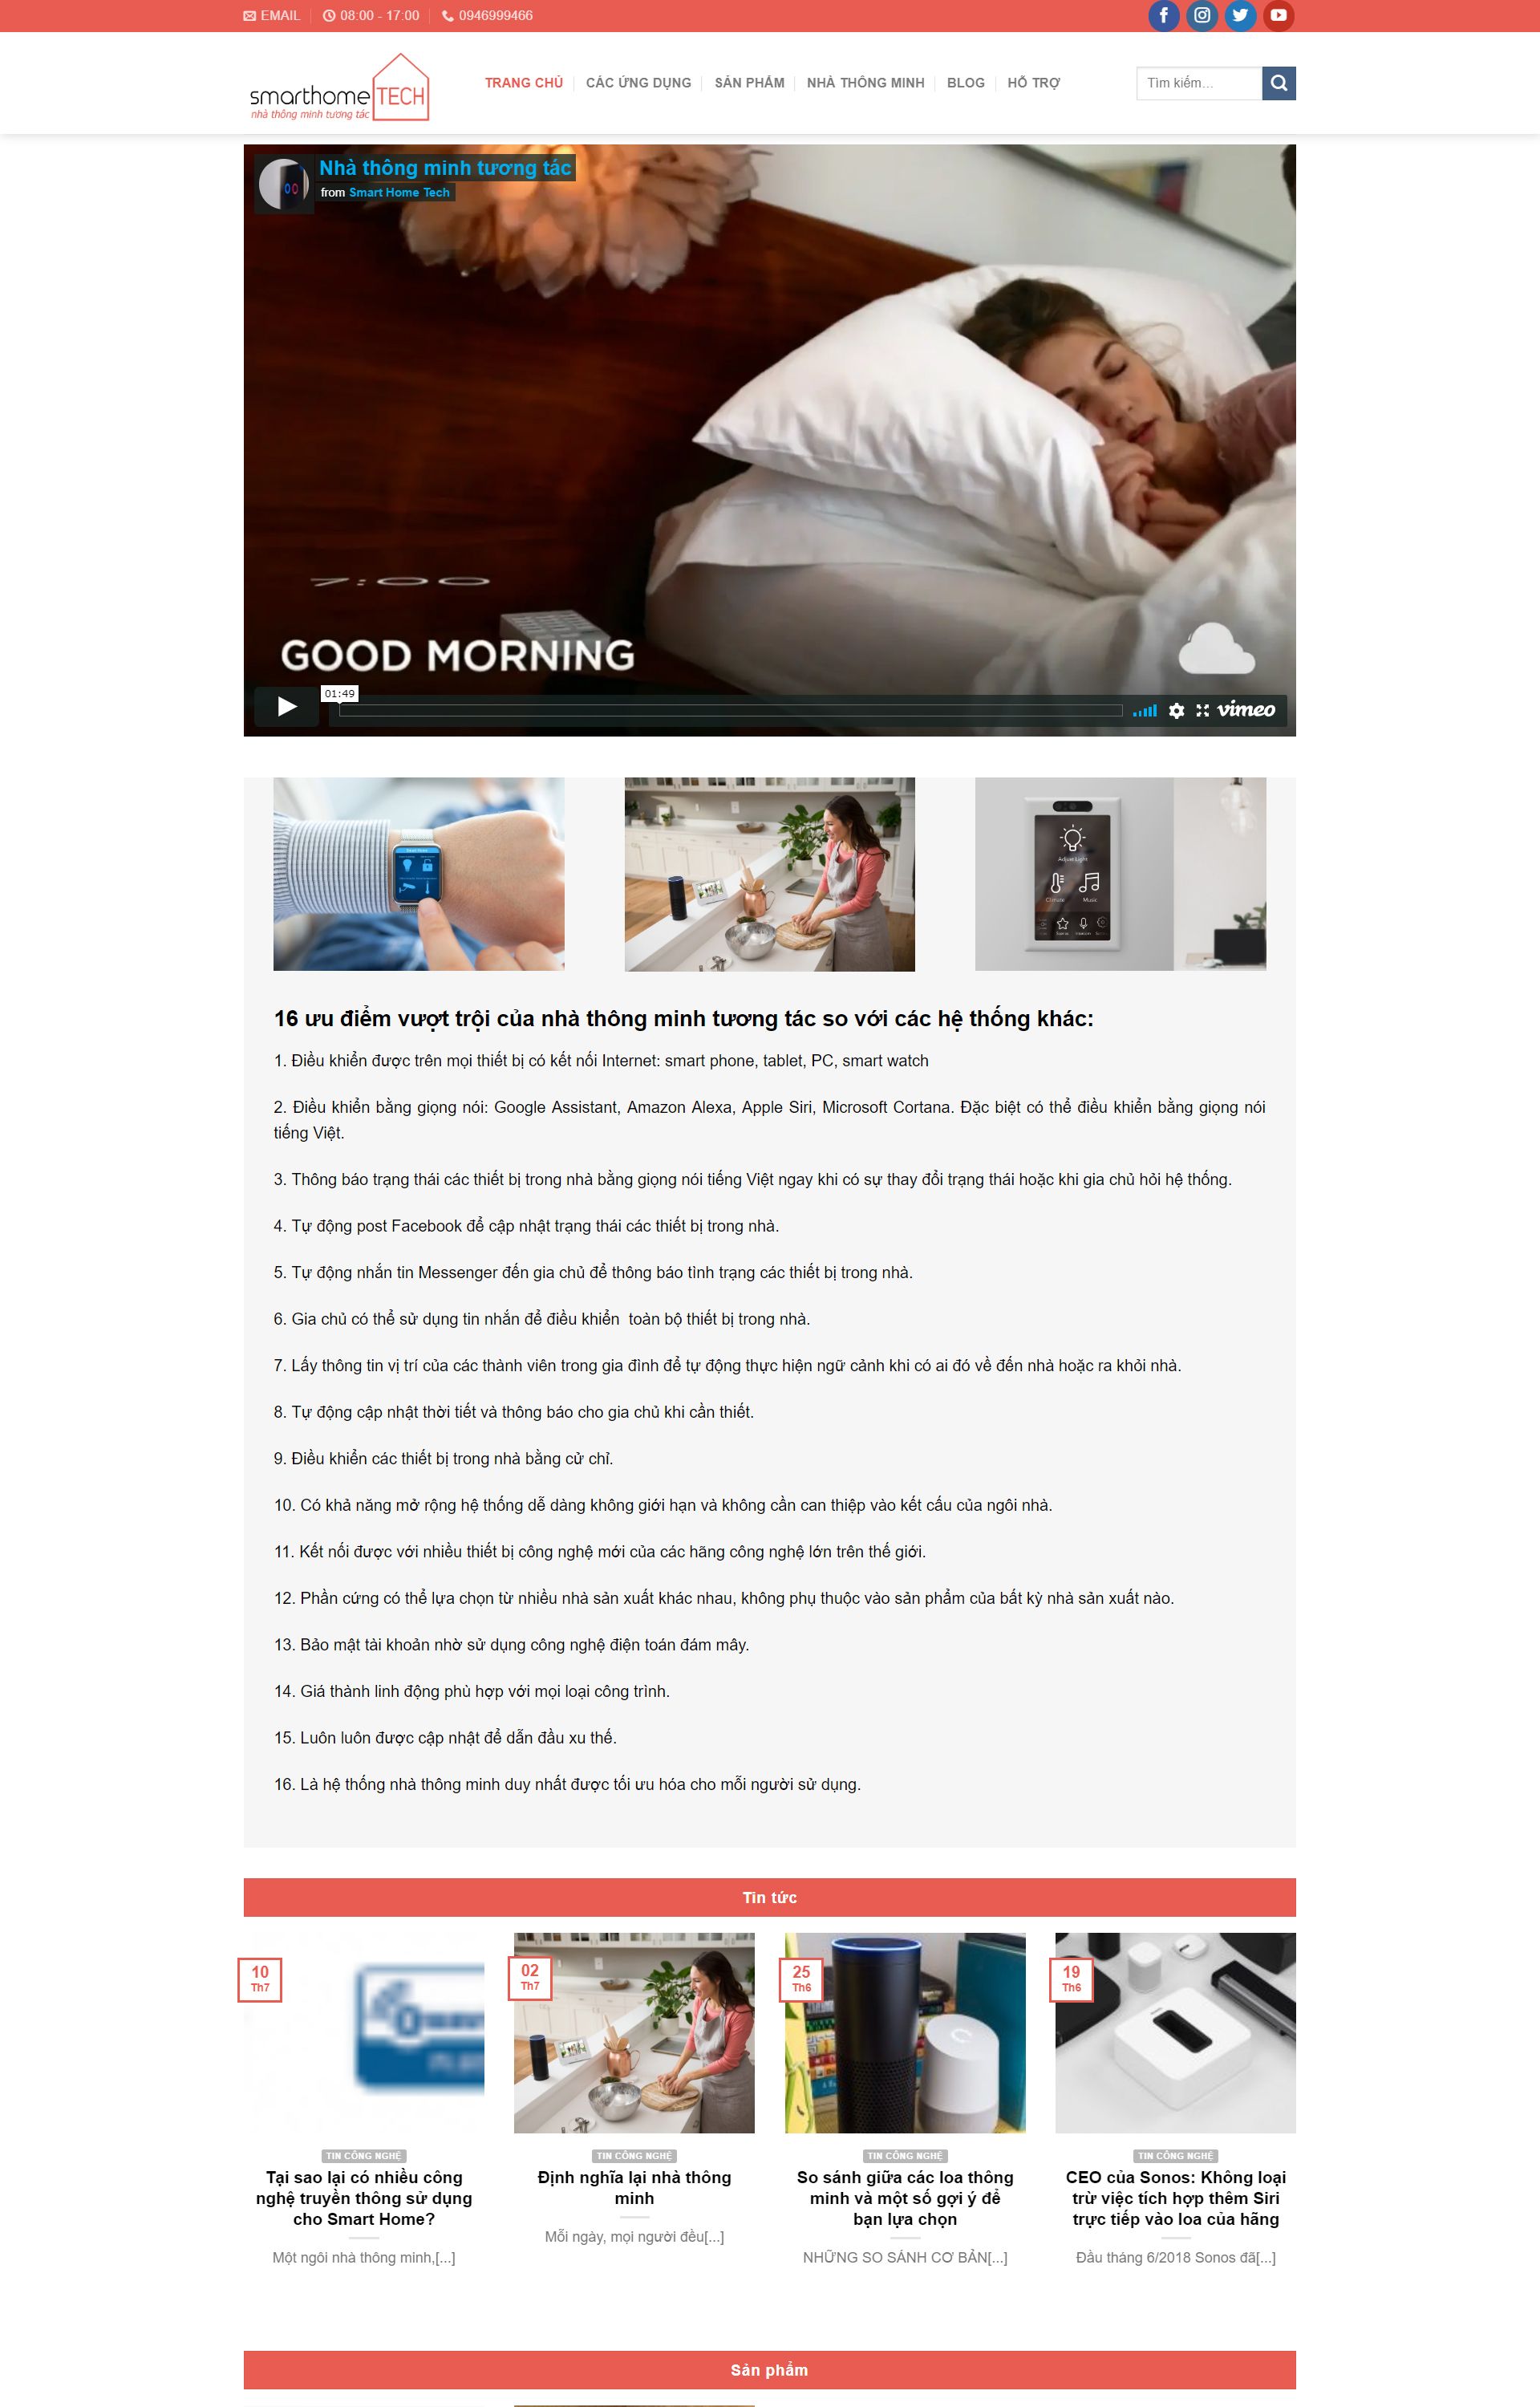 EMAIL
08:00 - 17:00
0946999466
smarthome TECH
nhà thông minh tương tác
TRANG CHỦ
CÁC ỨNG DỤNG
SẢN PHẨM
NHÀ THÔNG MINH
BLOG
HỖ TRỢ
Tìm kiếm...
Nhà thông minh tương tác
from Smart Home Tech
7:00
GOOD MORNING
01:49
vimeo
Adjust Light
Climate
Music
16 ưu điểm vượt trội của nhà thông minh tương tác so với các hệ thống khác:
1. Điều khiển được trên mọi thiết bị có kết nối Internet: smart phone, tablet, PC, smart watch
2. Điều khiển bằng giọng nói: Google Assistant, Amazon Alexa, Apple Siri, Microsoft Cortana. Đặc biệt có thể điều khiển bằng giọng nói
tiếng Việt.
3. Thông báo trạng thái các thiết bị trong nhà bằng giọng nói tiếng Việt ngay khi có sự thay đổi trạng thái hoặc khi gia chủ hỏi hệ thống.
4. Tự động post Facebook để cập nhật trạng thái các thiết bị trong nhà.
5. Tự động nhắn tin Messenger đến gia chủ để thông báo tình trạng các thiết bị trong nhà.
6. Gia chủ có thể sử dụng tin nhắn để điều khiển  toàn bộ thiết bị trong nhà.
7. Lấy thông tin vị trí của các thành viên trong gia đình để tự động thực hiện ngữ cảnh khi có ai đó về đến nhà hoặc ra khỏi nhà.
8. Tự động cập nhật thời tiết và thông báo cho gia chủ khi cần thiết.
9. Điều khiển các thiết bị trong nhà bằng cử chỉ.
10. Có khả năng mở rộng hệ thống dễ dàng không giới hạn và không cần can thiệp vào kết cấu của ngôi nhà.
11. Kết nối được với nhiều thiết bị công nghệ mới của các hãng công nghệ lớn trên thế giới.
12. Phần cứng có thể lựa chọn từ nhiều nhà sản xuất khác nhau, không phụ thuộc vào sản phẩm của bất kỳ nhà sản xuất nào.
13. Bảo mật tài khoản nhờ sử dụng công nghệ điện toán đám mây.
14. Giá thành linh động phù hợp với mọi loại công trình.
15. Luôn luôn được cập nhật để dẫn đầu xu thế.
16. Là hệ thống nhà thông minh duy nhất được tối ưu hóa cho mỗi người sử dụng.
Tin tức
10
Th7
TIN CÔNG NGHỆ
Tại sao lại có nhiều công
nghệ truyền thông sử dụng
cho Smart Home?
Một ngôi nhà thông minh,[...]
02
Th7
TIN CÔNG NGHỆ
Định nghĩa lại nhà thông
minh
Mỗi ngày, mọi người đều[...]
25
Th6
TIN CÔNG NGHỆ
So sánh giữa các loa thông
minh và một số gợi ý để
bạn lựa chọn
NHỮNG SO SÁNH CƠ BẢN[...]
19
Th6
TIN CÔNG NGHỆ
CEO của Sonos: Không loại
trừ việc tích hợp thêm Siri
trực tiếp vào loa của hãng
Đầu tháng 6/2018 Sonos đã[...]
Sản phẩm